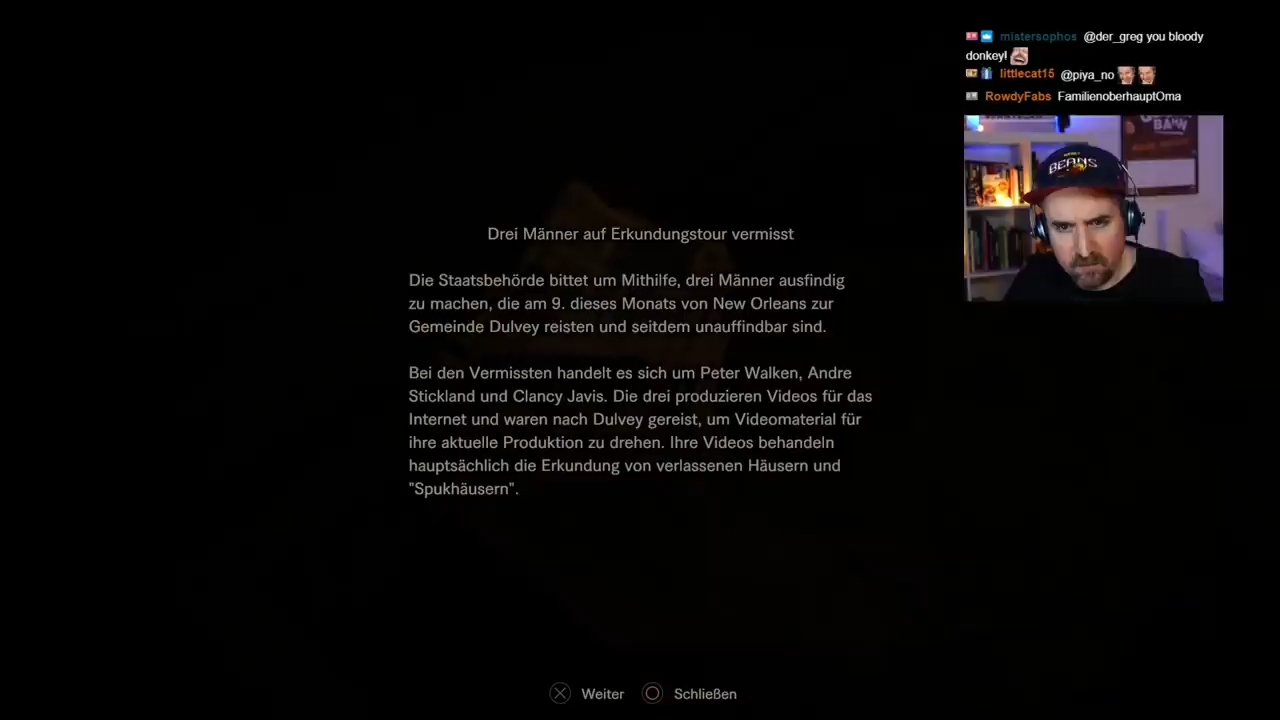 mistersophos @der_greg you bloody
donkey!
littlecat15 @piya_no
RowdyFabs FamilienoberhauptOma
BEANS
Drei Männer auf Erkundungstour vermisst
Die Staatsbehörde bittet um Mithilfe, drei Männer ausfindig
zu machen, die am 9. dieses Monats von New Orleans zur
Gemeinde Dulvey reisten und seitdem unauffindbar sind.
Bei den Vermissten handelt es sich um Peter Walken, Andre
Stickland und Clancy Javis. Die drei produzieren Videos für das
Internet und waren nach Dulvey gereist, um Videomaterial für
ihre aktuelle Produktion zu drehen. Ihre Videos behandeln
hauptsächlich die Erkundung von verlassenen Häusern und
"Spukhäusern".
Weiter Schließen